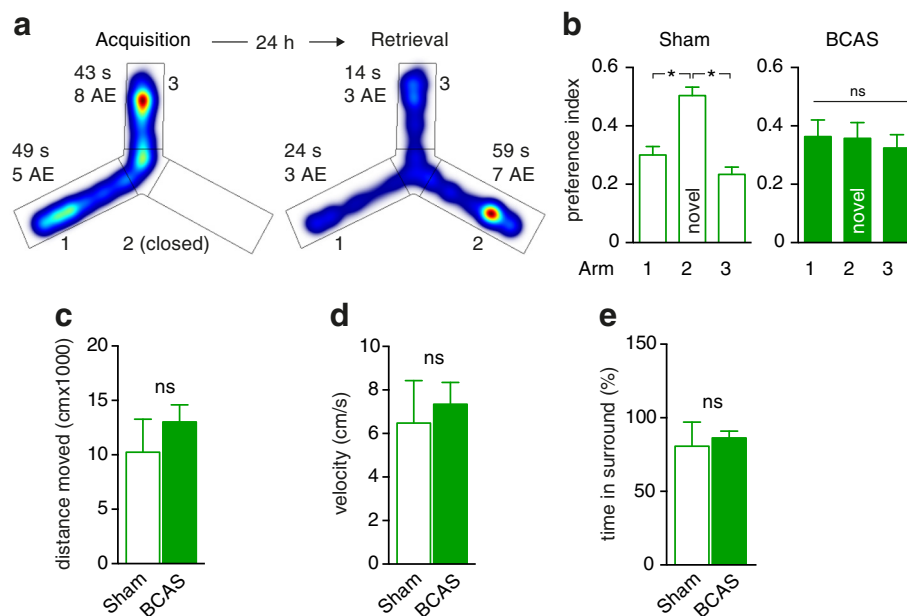 a
Acquisition — 24 h → Retrieval
43 s
8 AE
3
49 s
5 AE
1
2 (closed)
14 s
3 AE
3
24 s
3 AE
59 s
7 AE
1
2
b
Sham
BCAS
preference index
0.6
0.4
0.2
0
* *
novel
Arm 1 2 3
0.6
0.4
0.2
0
ns
novel
1 2 3
c
distance moved (cmx1000)
20
15
10
5
0
ns
Sham
BCAS
d
velocity (cm/s)
10
8
6
4
2
0
ns
Sham
BCAS
e
time in surround (%)
150
100
50
0
ns
Sham
BCAS